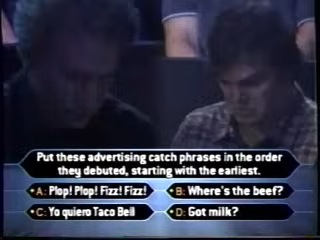 Put these advertising catch phrases in the order
they debuted, starting with the earliest.
A: Plop! Plop! Fizz! Fizz!
B: Where's the beef?
C: Yo quiero Taco Bell
D: Got milk?